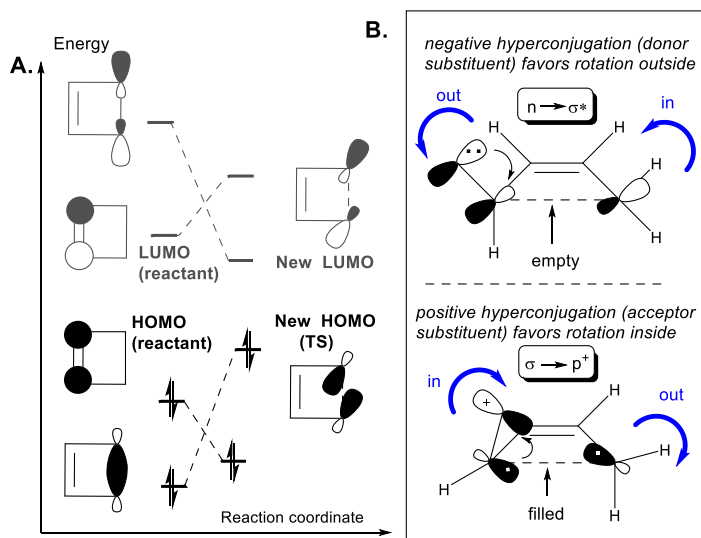 Energy
A.
LUMO
(reactant)
New LUMO
HOMO
(reactant)
New HOMO
(TS)
Reaction coordinate
B.
negative hyperconjugation (donor
substituent) favors rotation outside
out
n → σ*
in
H
H
H
H
H
empty
positive hyperconjugation (acceptor
substituent) favors rotation inside
σ → p+
in
out
+
H
H
H
H
filled